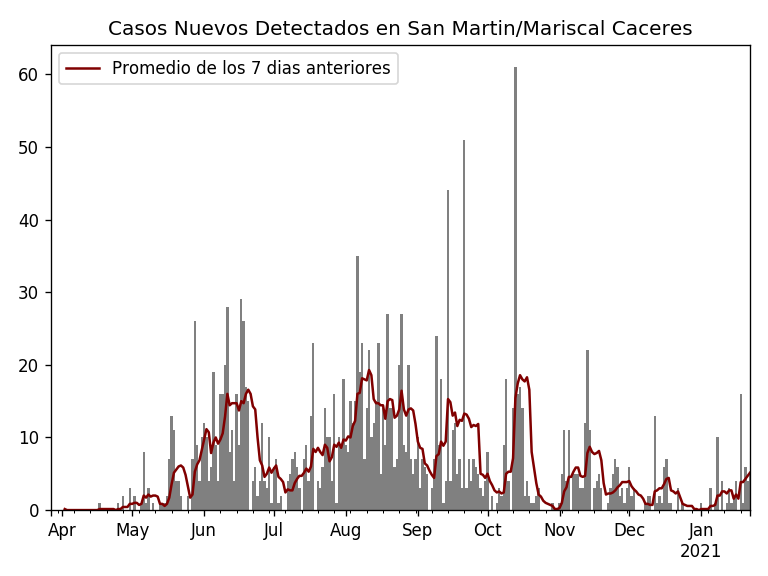 Casos Nuevos Detectados en San Martin/Mariscal Caceres
Promedio de los 7 dias anteriores
60
50
40
30
20
10
0
Apr May Jun Jul Aug Sep Oct Nov Dec Jan
2021